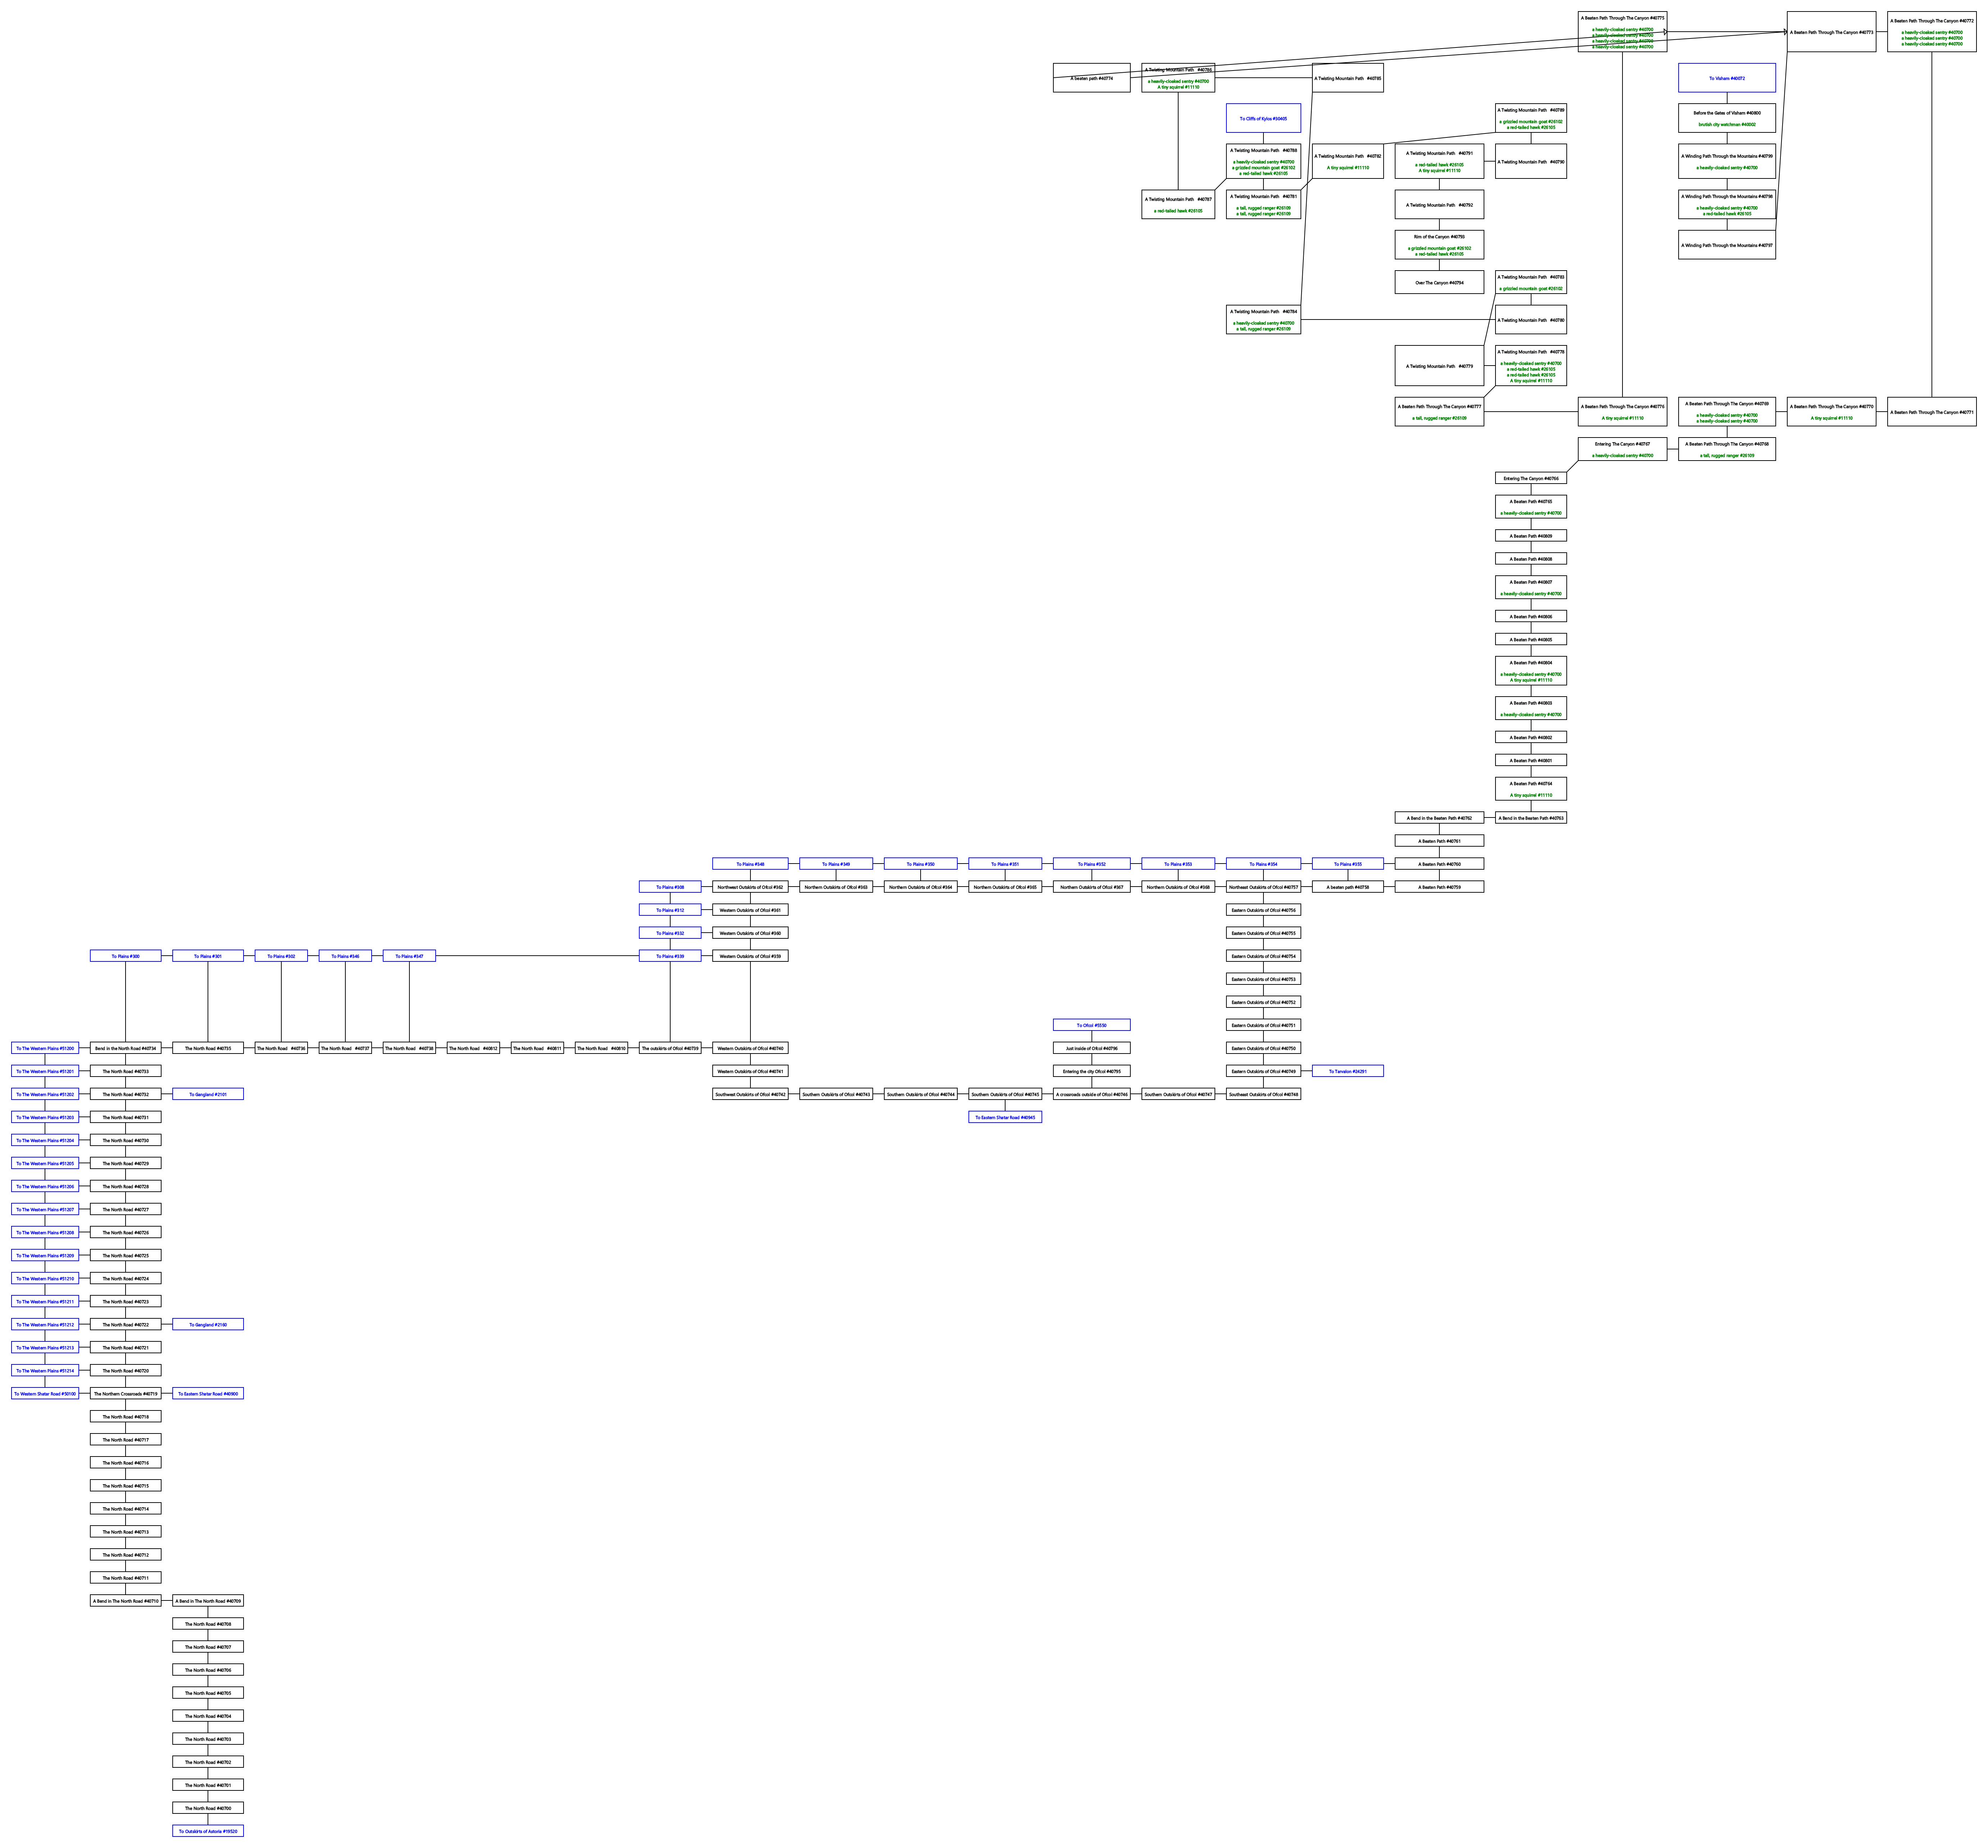 A Beaten Path Through The Canyon #40775
a heavily-cloaked sentry #40700
a heavily-cloaked sentry #40700
a heavily-cloaked sentry #40700
a heavily-cloaked sentry #40700
A Beaten Path Through The Canyon #40773
A Beaten Path Through The Canyon #40772
a heavily-cloaked sentry #40700
a heavily-cloaked sentry #40700
a heavily-cloaked sentry #40700
A beaten path #40774
A Twisting Mountain Path #40786
a heavily-cloaked sentry #40700
A tiny squirrel #11110
A Twisting Mountain Path #40785
To Visham #40072
To Cliffs of Kylos #30405
A Twisting Mountain Path #40789
a grizzled mountain goat #26102
a red-tailed hawk #26105
Before the Gates of Visham #40800
brutish city watchman #40002
A Twisting Mountain Path #40788
a heavily-cloaked sentry #40700
a grizzled mountain goat #26102
a red-tailed hawk #26105
A Twisting Mountain Path #40782
A tiny squirrel #11110
A Twisting Mountain Path #40791
a red-tailed hawk #26105
A tiny squirrel #11110
A Twisting Mountain Path #40790
A Winding Path Through the Mountains #40799
a heavily-cloaked sentry #40700
A Twisting Mountain Path #40787
a red-tailed hawk #26105
A Twisting Mountain Path #40781
a tall, rugged ranger #26109
a tall, rugged ranger #26109
A Twisting Mountain Path #40792
A Winding Path Through the Mountains #40798
a heavily-cloaked sentry #40700
a red-tailed hawk #26105
Rim of the Canyon #40793
a grizzled mountain goat #26102
a red-tailed hawk #26105
A Winding Path Through the Mountains #40797
Over The Canyon #40794
A Twisting Mountain Path #40783
a grizzled mountain goat #26102
A Twisting Mountain Path #40784
a heavily-cloaked sentry #40700
a tall, rugged ranger #26109
A Twisting Mountain Path #40780
A Twisting Mountain Path #40779
A Twisting Mountain Path #40778
a heavily-cloaked sentry #40700
a red-tailed hawk #26105
a red-tailed hawk #26105
A tiny squirrel #11110
A Beaten Path Through The Canyon #40777
a tall, rugged ranger #26109
A Beaten Path Through The Canyon #40776
A tiny squirrel #11110
A Beaten Path Through The Canyon #40769
a heavily-cloaked sentry #40700
a heavily-cloaked sentry #40700
A Beaten Path Through The Canyon #40770
A tiny squirrel #11110
A Beaten Path Through The Canyon #40771
Entering The Canyon #40767
a heavily-cloaked sentry #40700
A Beaten Path Through The Canyon #40768
a tall, rugged ranger #26109
Entering The Canyon #40766
A Beaten Path #40765
a heavily-cloaked sentry #40700
A Beaten Path #40809
A Beaten Path #40808
A Beaten Path #40807
a heavily-cloaked sentry #40700
A Beaten Path #40806
A Beaten Path #40805
A Beaten Path #40804
a heavily-cloaked sentry #40700
A tiny squirrel #11110
A Beaten Path #40803
a heavily-cloaked sentry #40700
A Beaten Path #40802
A Beaten Path #40801
A Beaten Path #40764
A tiny squirrel #11110
A Bend in the Beaten Path #40762
A Bend in the Beaten Path #40763
A Beaten Path #40761
To Plains #348
To Plains #349
To Plains #350
To Plains #351
To Plains #352
To Plains #353
To Plains #354
To Plains #355
A Beaten Path #40760
To Plains #308
Northwest Outskirts of Ofcol #362
Northern Outskirts of Ofcol #363
Northern Outskirts of Ofcol #364
Northern Outskirts of Ofcol #365
Northern Outskirts of Ofcol #367
Northern Outskirts of Ofcol #368
Northeast Outskirts of Ofcol #40757
A beaten path #40758
A Beaten Path #40759
To Plains #312
Western Outskirts of Ofcol #361
Eastern Outskirts of Ofcol #40756
To Plains #332
Western Outskirts of Ofcol #360
Eastern Outskirts of Ofcol #40755
To Plains #300
To Plains #301
To Plains #302
To Plains #346
To Plains #347
To Plains #339
Western Outskirts of Ofcol #359
Eastern Outskirts of Ofcol #40754
Eastern Outskirts of Ofcol #40753
Eastern Outskirts of Ofcol #40752
To Ofcol #5550
Eastern Outskirts of Ofcol #40751
To The Western Plains #51200
Bend in the North Road #40734
The North Road #40735
The North Road #40736
The North Road #40737
The North Road #40738
The North Road #40812
The North Road #40811
The North Road #40810
The outskirts of Ofcol #40739
Western Outskirts of Ofcol #40740
Just inside of Ofcol #40796
Eastern Outskirts of Ofcol #40750
To The Western Plains #51201
The North Road #40733
Western Outskirts of Ofcol #40741
Entering the city Ofcol #40795
Eastern Outskirts of Ofcol #40749
To Tarralon #34251
To The Western Plains #51202
The North Road #40732
To Gangland #2101
Southwest Outskirts of Ofcol #40742
Southern Outskirts of Ofcol #40743
Southern Outskirts of Ofcol #40744
Southern Outskirts of Ofcol #40745
A crossroads outside of Ofcol #40746
Southern Outskirts of Ofcol #40747
Southeast Outskirts of Ofcol #40748
To The Western Plains #51203
The North Road #40731
To Eastern Shatar Road #40945
To The Western Plains #51204
The North Road #40730
To The Western Plains #51205
The North Road #40729
To The Western Plains #51206
The North Road #40728
To The Western Plains #51207
The North Road #40727
To The Western Plains #51208
The North Road #40726
To The Western Plains #51209
The North Road #40725
To The Western Plains #51210
The North Road #40724
To The Western Plains #51211
The North Road #40723
To The Western Plains #51212
The North Road #40722
To Gangland #2160
To The Western Plains #51213
The North Road #40721
To The Western Plains #51214
The North Road #40720
To Western Shatar Road #50100
The Northern Crossroads #40719
To Eastern Shatar Road #40900
The North Road #40718
The North Road #40717
The North Road #40716
The North Road #40715
The North Road #40714
The North Road #40713
The North Road #40712
The North Road #40711
A Bend in The North Road #40710
A Bend in The North Road #40709
The North Road #40708
The North Road #40707
The North Road #40706
The North Road #40705
The North Road #40704
The North Road #40703
The North Road #40702
The North Road #40701
The North Road #40700
To Outskirts of Astoria #19520